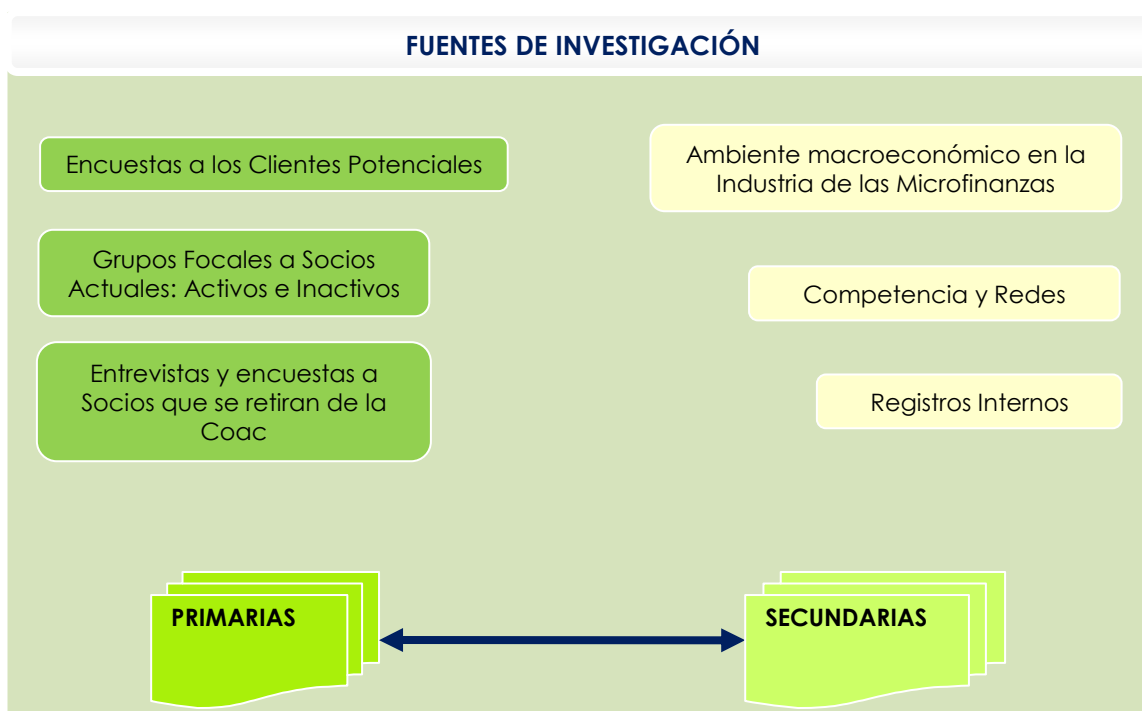 FUENTES DE INVESTIGACIÓN
Encuestas a los Clientes Potenciales
Grupos Focales a Socios
Actuales: Activos e Inactivos
Entrevistas y encuestas a
Socios que se retiran de la
Coac
Ambiente macroeconómico en la
Industria de las Microfinanzas
Competencia y Redes
Registros Internos
PRIMARIAS
SECUNDARIAS